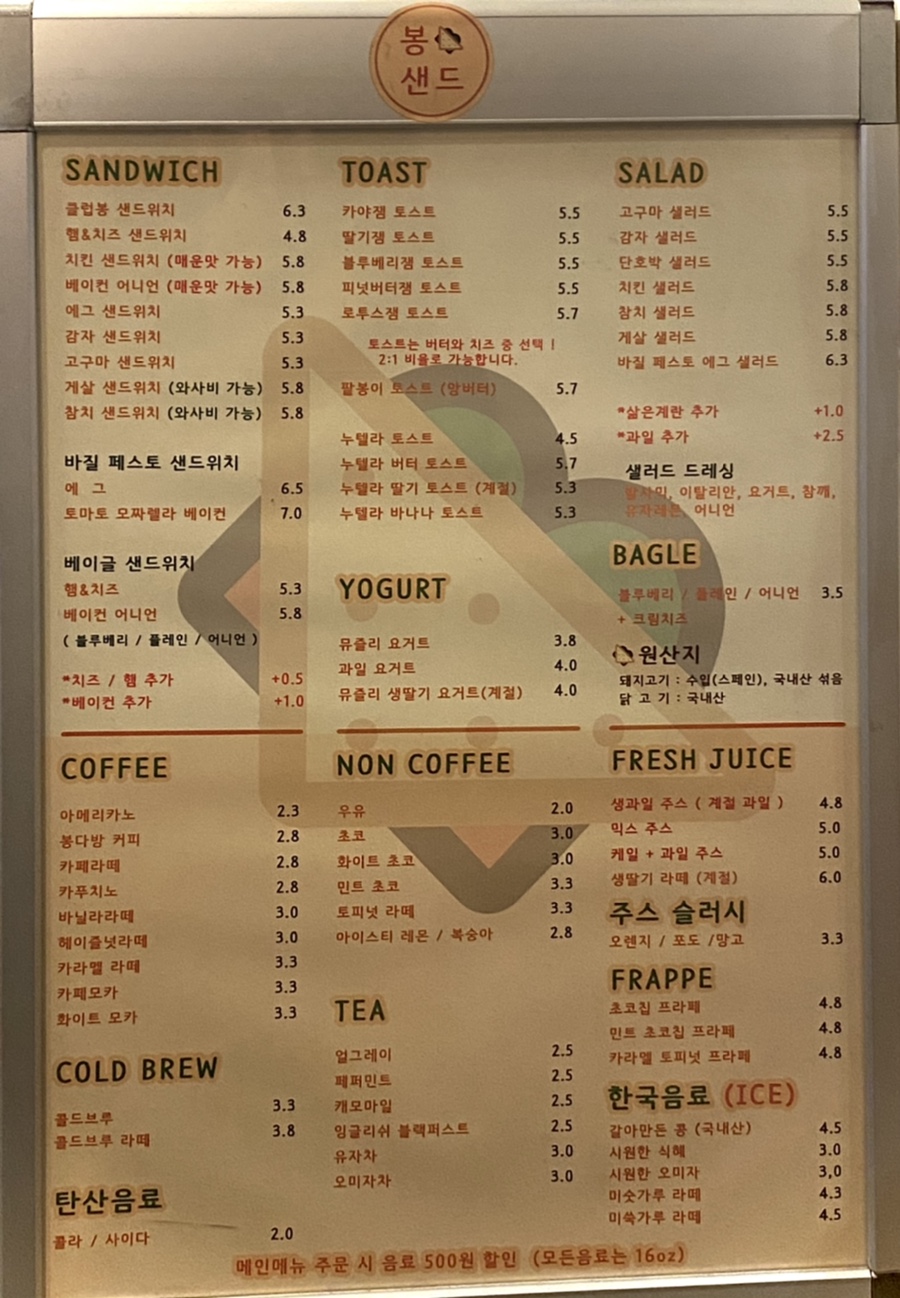 봉
샌드
SANDWICH
클럽봉 샌드위치 6.3
햄&치즈 샌드위치 4.8
치킨 샌드위치 (매운맛 가능) 5.8
베이컨 어니언 (매운맛 가능) 5.8
에그 샌드위치 5.3
감자 샌드위치 5.3
고구마 샌드위치 5.3
게살 샌드위치 (와사비 가능) 5.8
참치 샌드위치 (와사비 가능) 5.8
바질 페스토 샌드위치
에 그 6.5
토마토 모짜렐라 베이컨 7.0
베이글 샌드위치
햄&치즈 5.3
베이컨 어니언 5.8
( 블루베리 / 플레인 / 어니언 )
*치즈 / 햄 추가 +0.5
*베이컨 추가 +1.0
TOAST
카야잼 토스트 5.5
딸기잼 토스트 5.5
블루베리잼 토스트 5.5
피넛버터잼 토스트 5.5
로투스잼 토스트 5.7
토스트는 버터와 치즈 중 선택 |
2:1 비율로 가능합니다.
팥봉이 토스트 (앙버터) 5.7
누텔라 토스트 4.5
누텔라 버터 토스트 5.7
누텔라 딸기 토스트 (계절) 5.3
누텔라 바나나 토스트 5.3
YOGURT
뮤즐리 요거트 3.8
과일 요거트 4.0
뮤즐리 생딸기 요거트(계절) 4.0
SALAD
고구마 샐러드 5.5
감자 샐러드 5.5
단호박 샐러드 5.5
치킨 샐러드 5.8
참치 샐러드 5.8
게살 샐러드 5.8
바질 페스토 에그 샐러드 6.3
*삶은계란 추가 +1.0
*과일 추가 +2.5
샐러드 드레싱
발사믹, 이탈리안, 요거트, 참깨,
유자레몬, 어니언
BAGLE
블루베리 / 플레인 / 어니언 3.5
+ 크림치즈
원산지
돼지고기 : 수입(스페인), 국내산 섞음
닭 고 기 : 국내산
COFFEE
아메리카노 2.3
봉다방 커피 2.8
카페라떼 2.8
카푸치노 2.8
바닐라라떼 3.0
헤이즐넛라떼 3.0
카라멜 라떼 3.3
카페모카 3.3
화이트 모카 3.3
COLD BREW
콜드브루 3.3
콜드브루 라떼 3.8
탄산음료
콜라 / 사이다 2.0
NON COFFEE
우유 2.0
초코 3.0
화이트 초코 3.0
민트 초코 3.3
토피넛 라떼 3.3
아이스티 레몬 / 복숭아 2.8
TEA
얼그레이 2.5
페퍼민트 2.5
캐모마일 2.5
잉글리쉬 블랙퍼스트 2.5
유자차 3.0
오미자차 3.0
FRESH JUICE
생과일 주스 ( 계절 과일 ) 4.8
믹스 주스 5.0
케일 + 과일 주스 5.0
생딸기 라떼 (계절) 6.0
주스 슬러시
오렌지 / 포도 /망고 3.3
FRAPPE
초코칩 프라페 4.8
민트 초코칩 프라페 4.8
카라멜 토피넛 프라페 4.8
한국음료 (ICE)
갈아만든 콩 (국내산) 4.5
시원한 식혜 3.0
시원한 오미자 3,0
미숫가루 라떼 4.3
미쑥가루 라떼 4.5
메인메뉴 주문 시 음료 500원 할인 (모든음료는 16oz)